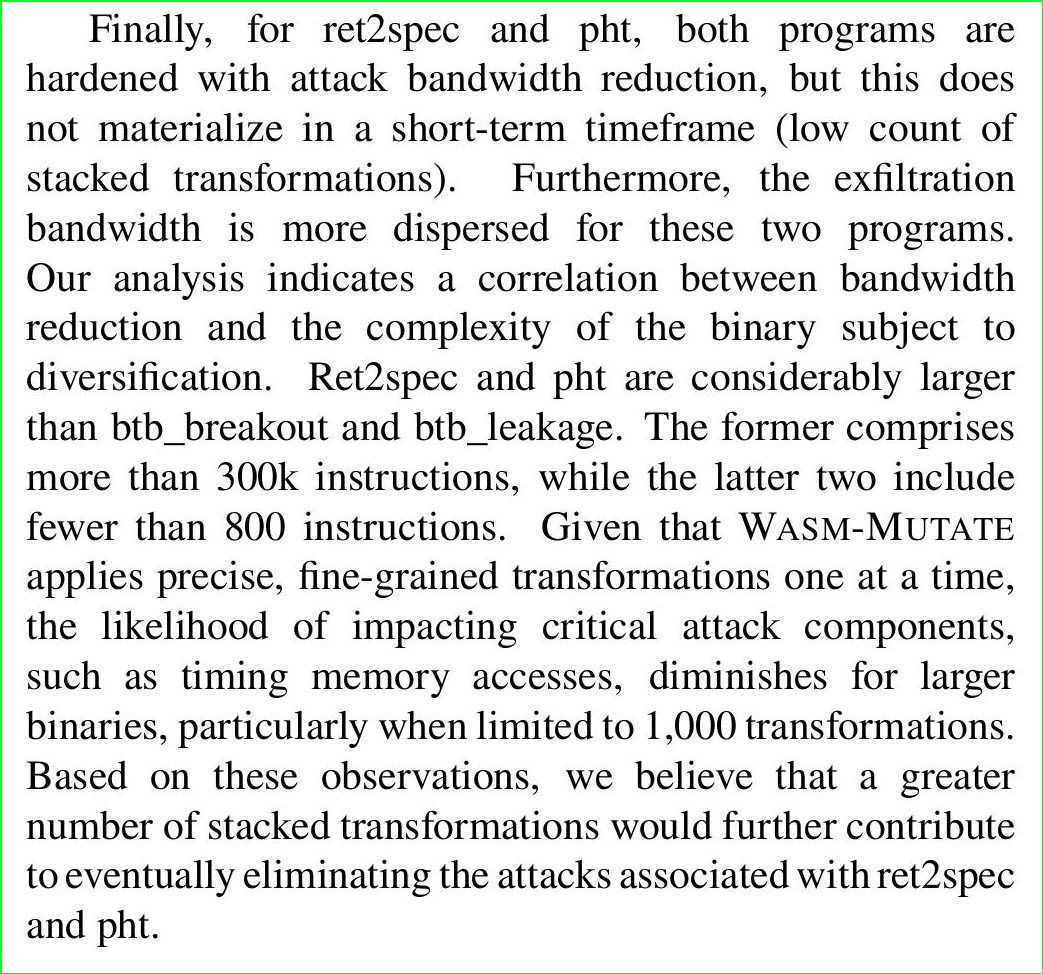 Finally, for ret2spec and pht, both programs are
hardened with attack bandwidth reduction, but this does
not materialize in a short-term timeframe (low count of
stacked transformations). Furthermore, the exfiltration
bandwidth is more dispersed for these two programs.
Our analysis indicates a correlation between bandwidth
reduction and the complexity of the binary subject to
diversification. Ret2spec and pht are considerably larger
than btb_breakout and btb_leakage. The former comprises
more than 300k instructions, while the latter two include
fewer than 800 instructions. Given that WASM-MUTATE
applies precise, fine-grained transformations one at a time,
the likelihood of impacting critical attack components,
such as timing memory accesses, diminishes for larger
binaries, particularly when limited to 1,000 transformations.
Based on these observations, we believe that a greater
number of stacked transformations would further contribute
to eventually eliminating the attacks associated with ret2spec
and pht.